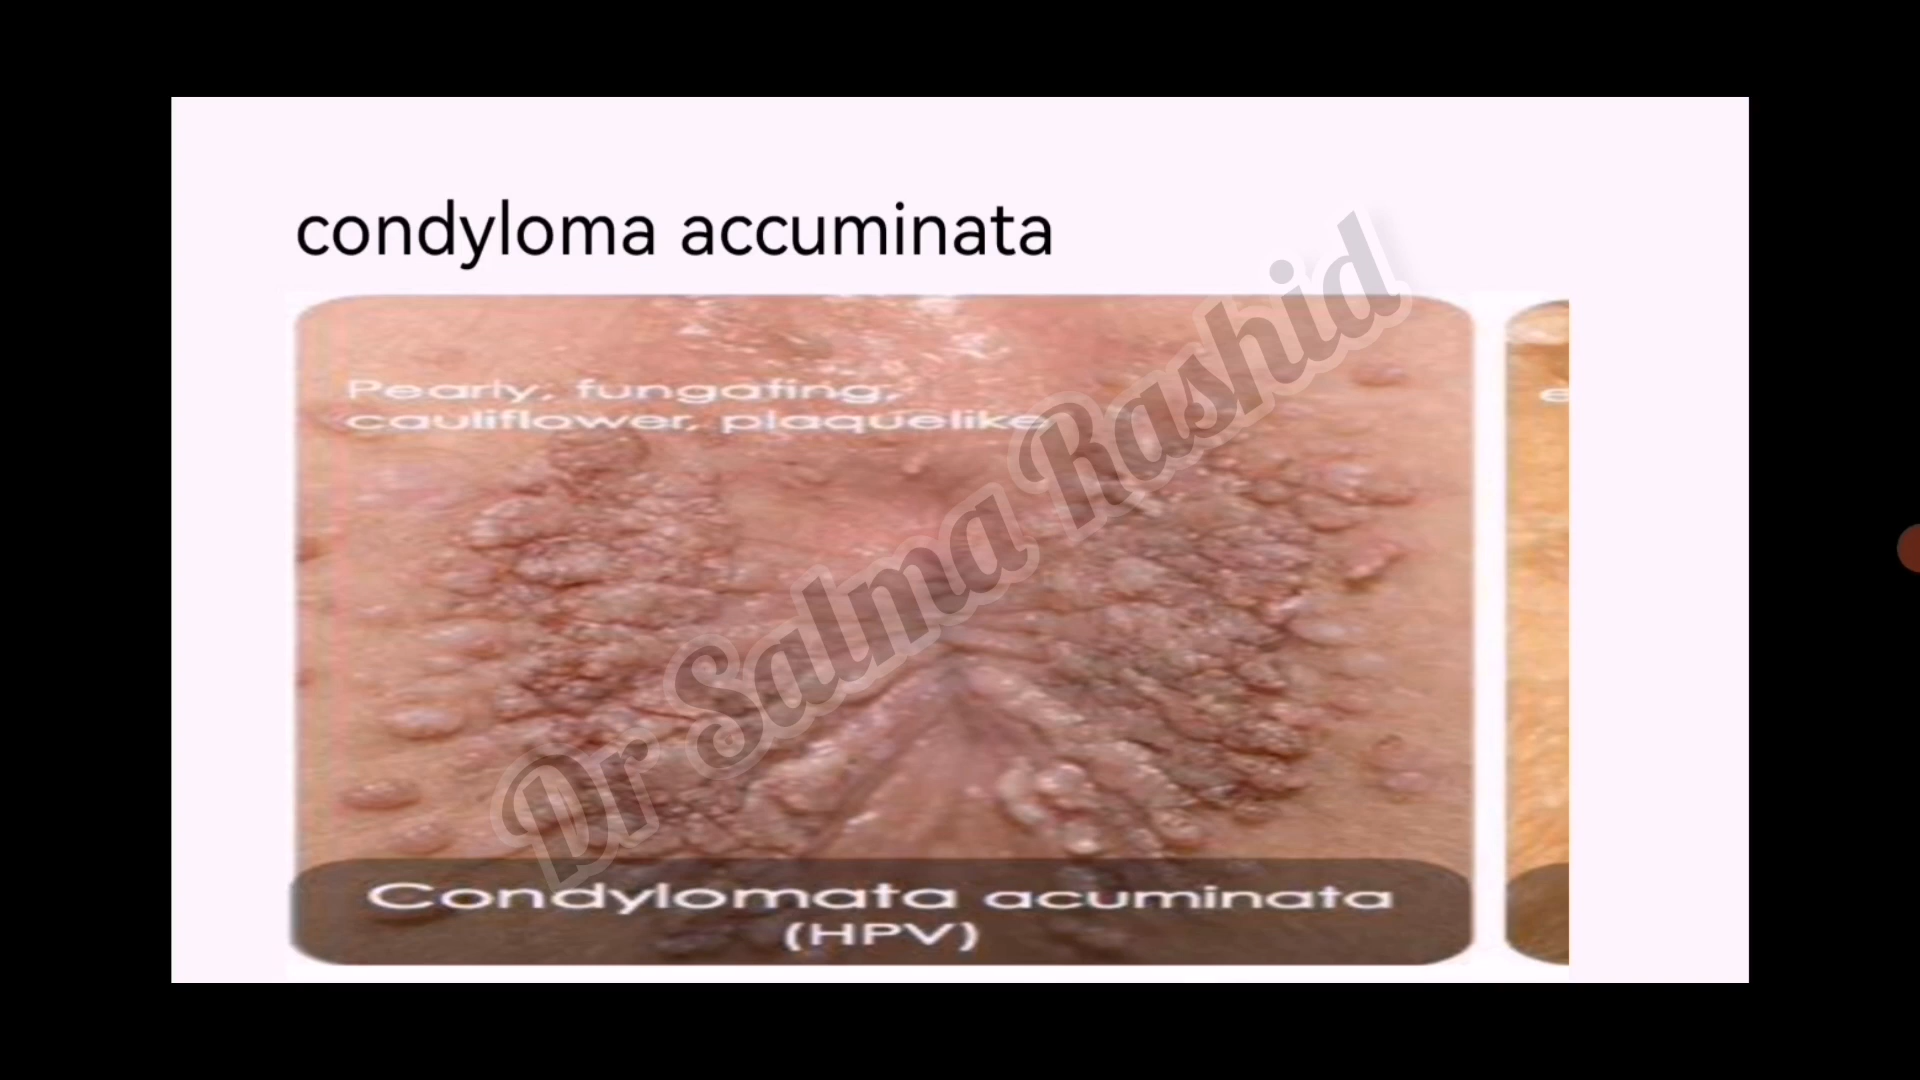 condyloma accuminata
Pearly, fungating,
cauliflower, plaquelike
e
Dr Salma Rashid
Condylomata acuminata
(HPV)